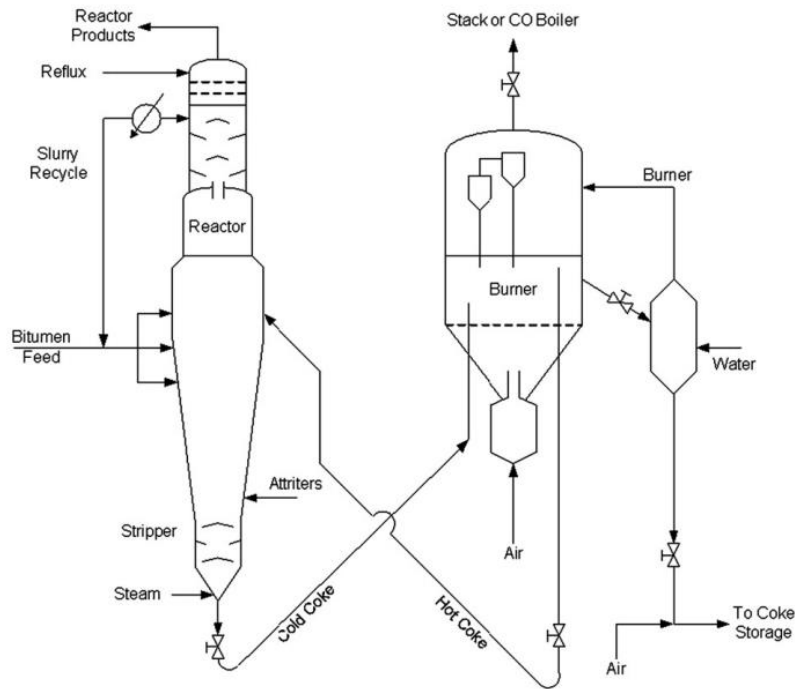 Reactor
Products
Reflux
Slurry
Recycle
Reactor
Bitumen
Feed
Attriters
Stripper
Steam
Cold Coke
Hot Coke
Stack or CO Boiler
Burner
Burner
Water
Air
Air
To Coke
Storage